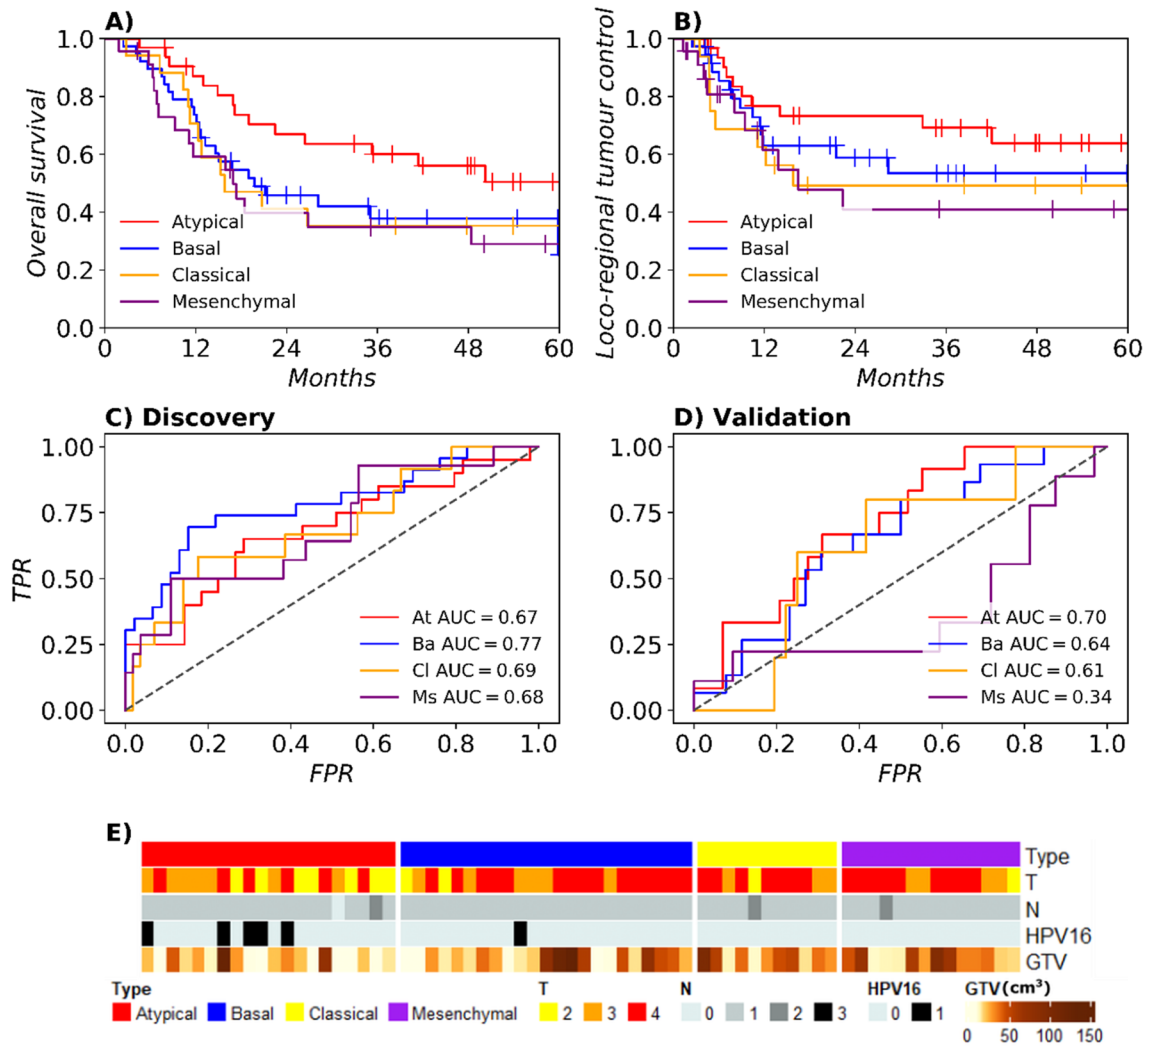 A)
Overall survival
1.0
0.8
0.6
0.4
0.2
0.0
Atypical
Basal
Classical
Mesenchymal
0 12 24 36 48 60
Months
B)
Loco-regional tumour control
1.0
0.8
0.6
0.4
0.2
0.0
Atypical
Basal
Classical
Mesenchymal
0 12 24 36 48 60
Months
C) Discovery
TPR
1.00
0.75
0.50
0.25
0.00
At AUC = 0.67
Ba AUC = 0.77
Cl AUC = 0.69
Ms AUC = 0.68
0.0 0.2 0.4 0.6 0.8 1.0
FPR
D) Validation
1.00
0.75
0.50
0.25
0.00
At AUC = 0.70
Ba AUC = 0.64
Cl AUC = 0.61
Ms AUC = 0.34
0.0 0.2 0.4 0.6 0.8 1.0
FPR
E)
Type
T
N
HPV16
GTV
Type
Atypical Basal Classical Mesenchymal
T
2 3 4
N
0 1 2 3
HPV16
0 1
GTV (cm³)
0 50 100 150